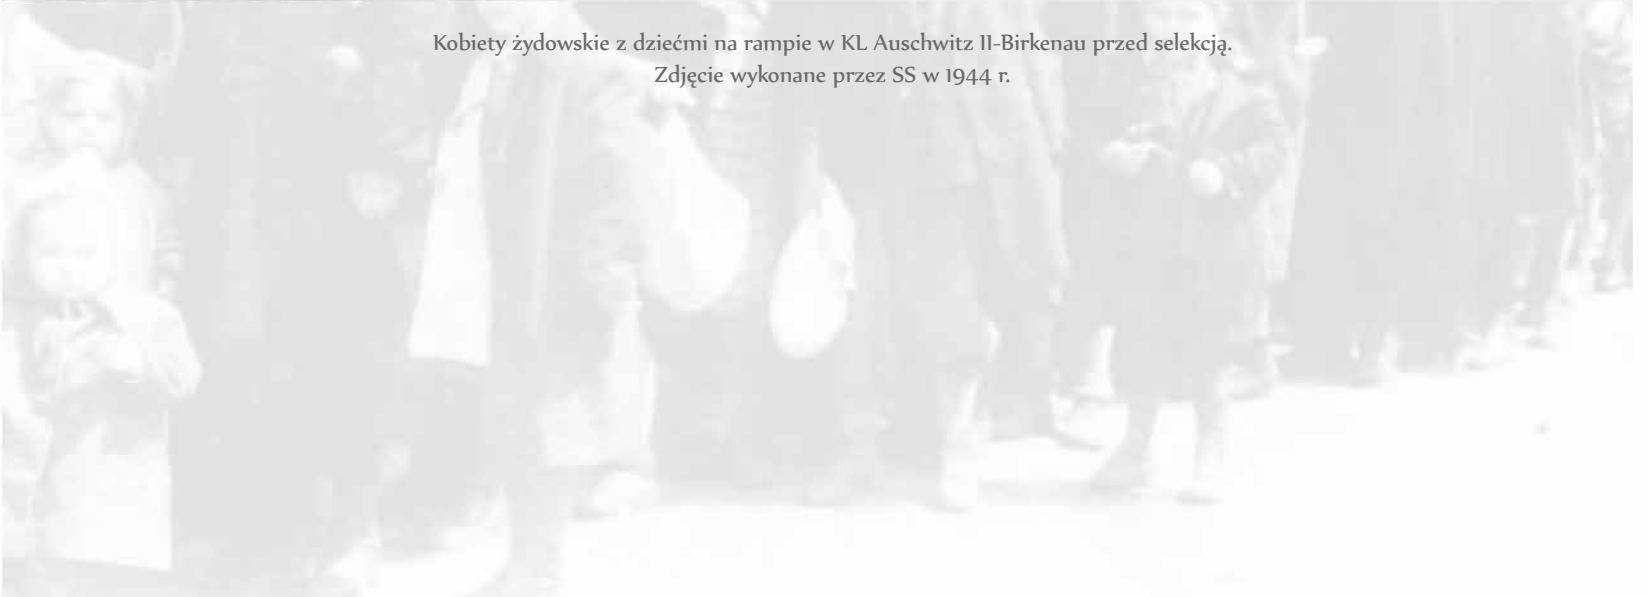 Kobiety żydowskie z dziećmi na rampie w KL Auschwitz II-Birkenau przed selekcją.
Zdjęcie wykonane przez SS w 1944 r.